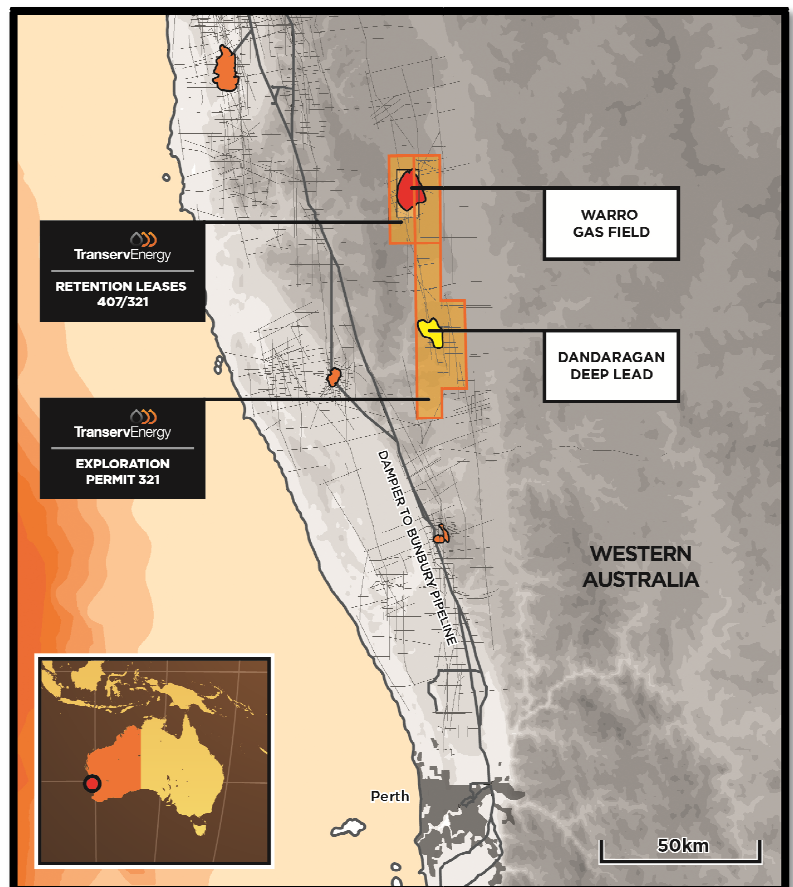 WARRO
GAS FIELD
TranservEnergy
RETENTION LEASES
407/321
DANDARAGAN
DEEP LEAD
TranservEnergy
EXPLORATION
PERMIT 321
DAMPIER TO BUNBURY PIPELINE
WESTERN
AUSTRALIA
Perth
50km